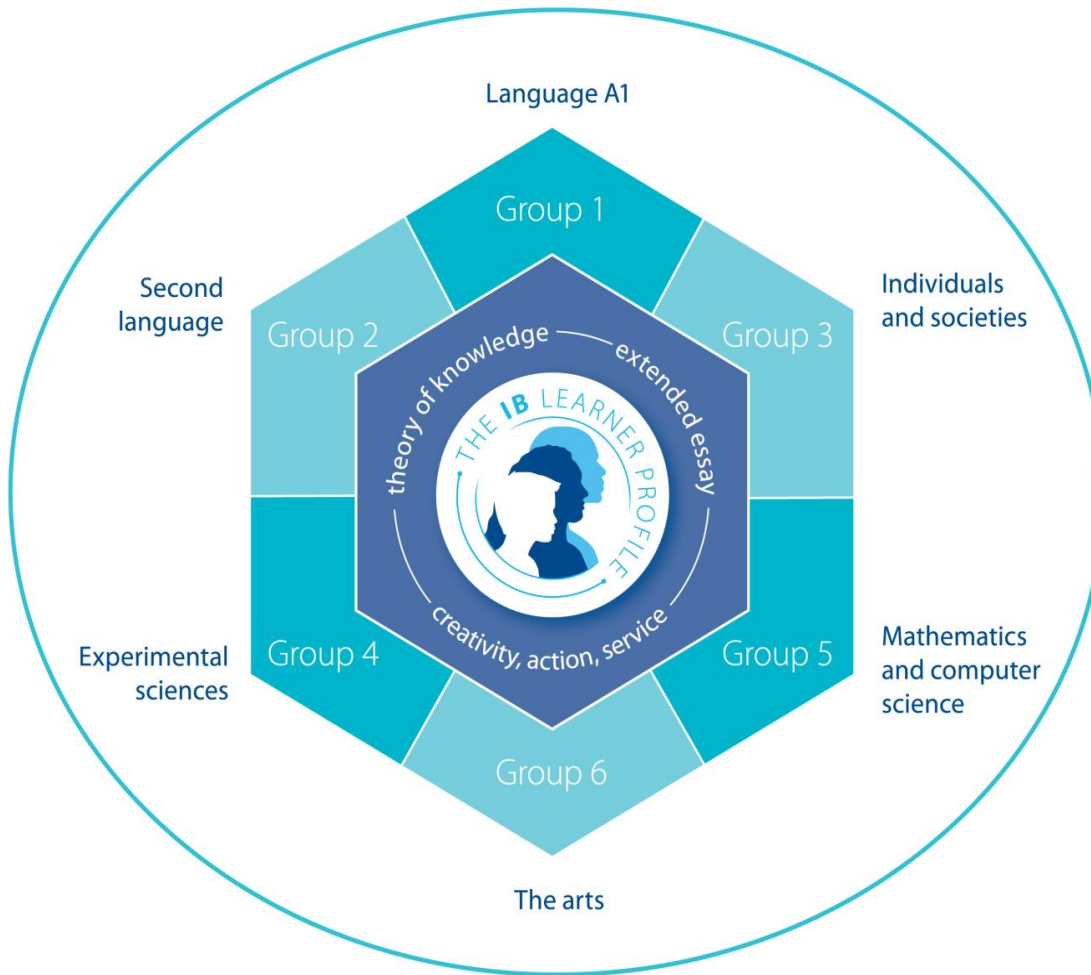 Language A1
Group 1
Second
language
Group 2
Individuals
and societies
Group 3
theory of knowledge
extended essay
THE IB LEARNER PROFILE
creativity, action, service
Experimental
sciences
Group 4
Group 5
Mathematics
and computer
science
Group 6
The arts